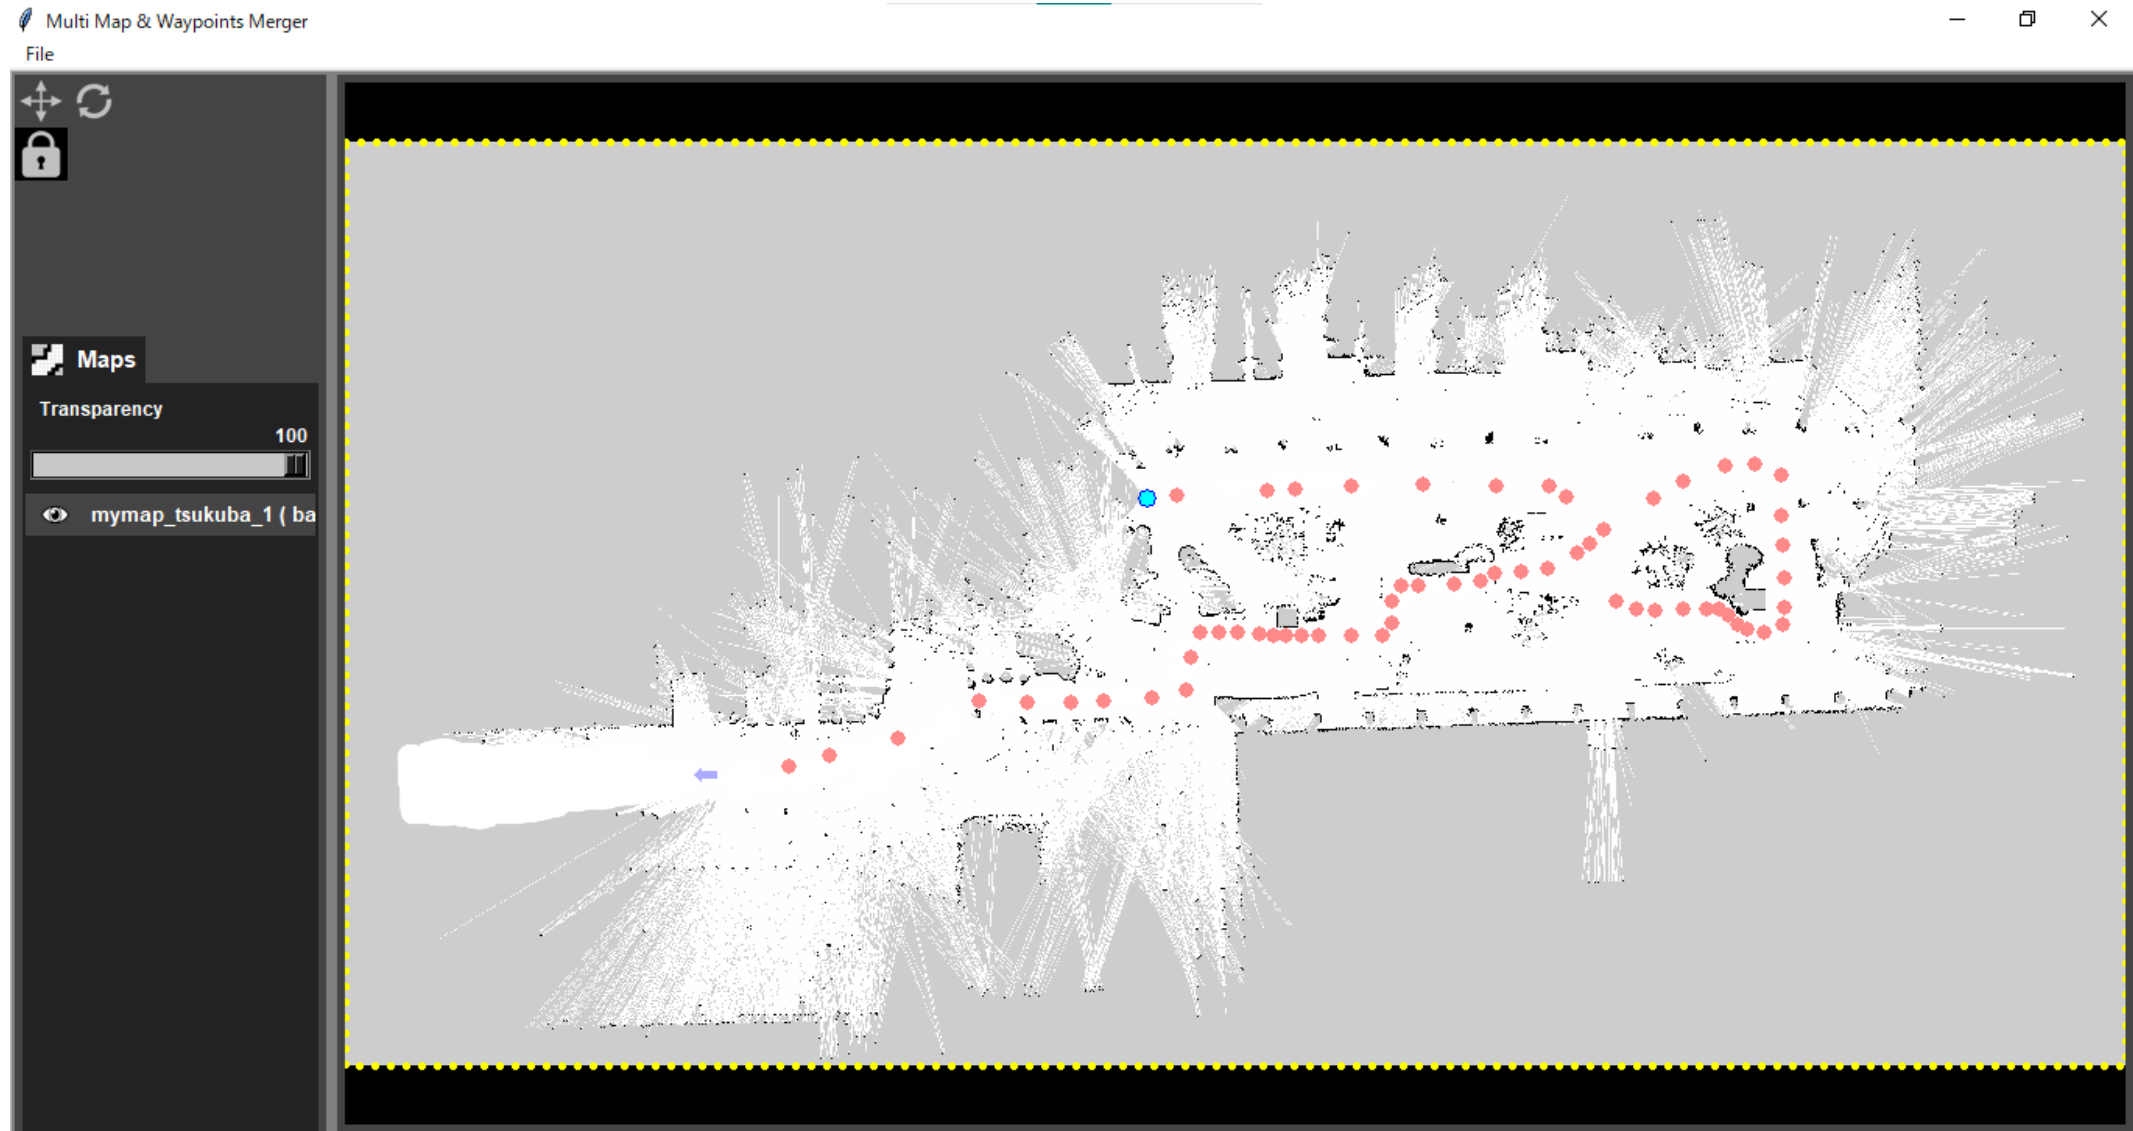 Multi Map & Waypoints Merger
File
Maps
Transparency
100
mymap_tsukuba_1 ( ba